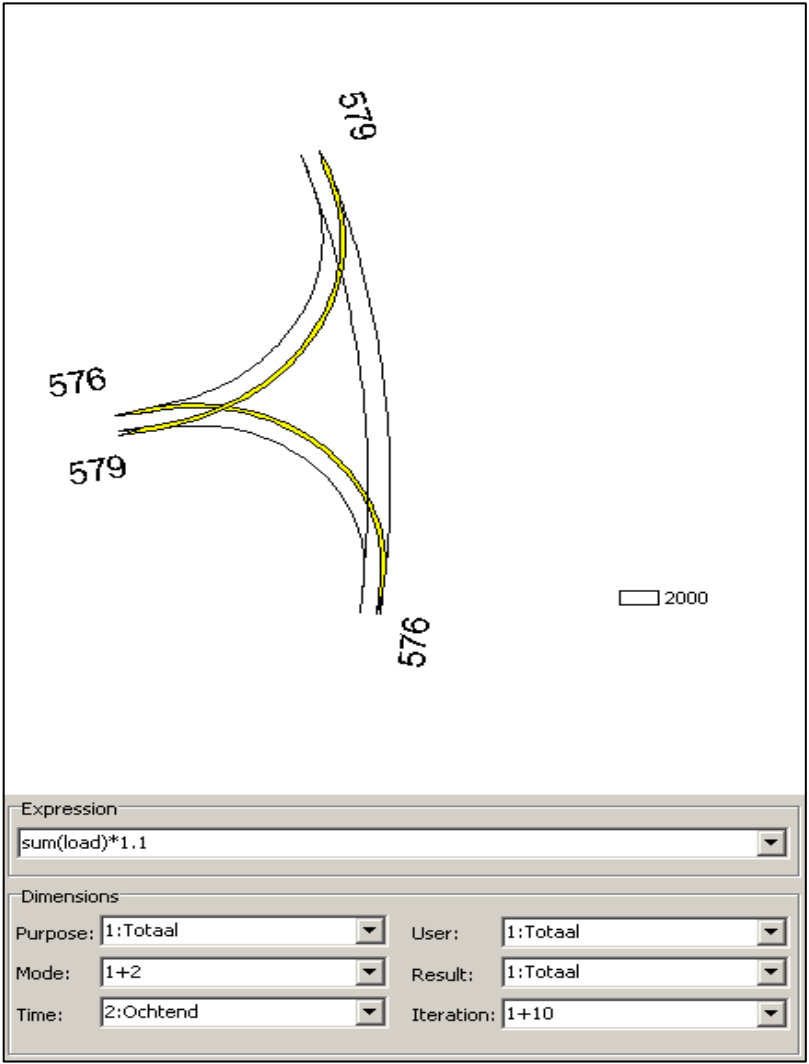 579
576
579
2000
576
Expression
sum(load)*1.1
Dimensions
Purpose: 1:Totaal User: 1:Totaal
Mode: 1+2 Result: 1:Totaal
Time: 2:Ochtend Iteration: 1+10